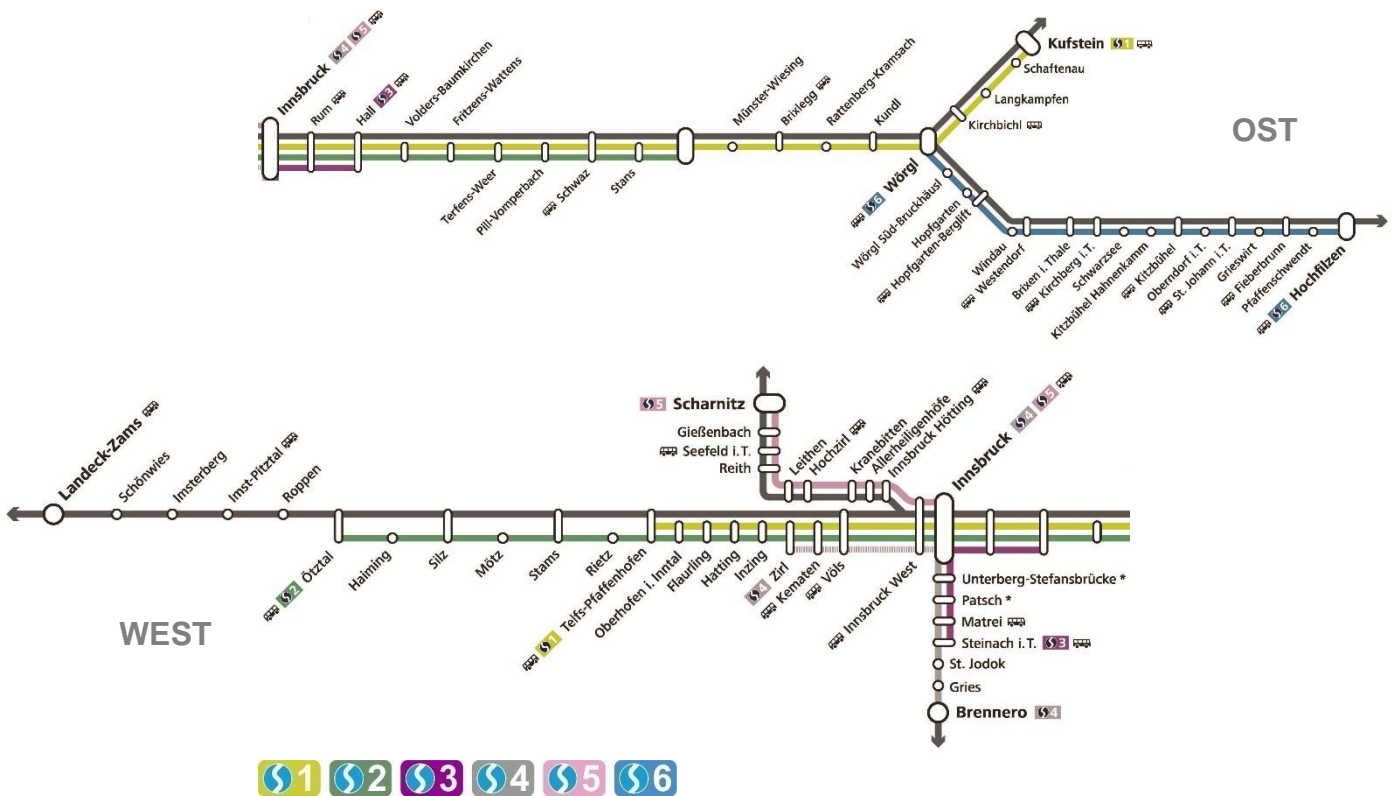 Innsbruck S4 S5
Rum
Hall S3
Volders-Baumkirchen
Fritzens-Wattens
Terfens-Weer
Pill-Vomperbach
Schwaz
Stans
Münster-Wiesing
Brixlegg
Rattenberg-Kramsach
Kundl
Wörgl S6
Kufstein S1
Schaftenau
Langkampfen
Kirchbichl
OST
Wörgl Süd-Bruckhäusl
Hopfgarten
Hopfgarten-Berglift
Windau
Westendorf
Brixen i. Thale
Kirchberg i.T.
Schwarzsee
Kitzbühel Hahnenkamm
Kitzbühel
Oberndorf i.T.
St. Johann i.T.
Grieswirt
Fieberbrunn
Pfaffenschwendt
Hochfilzen S6
S5 Scharnitz
Gießenbach
Seefeld i.T.
Reith
Leithen
Hochzirl
Kranebitten
Allerheiligenhöfe
Innsbruck Hötting
Innsbruck S4 S5
Landeck-Zams
Schönwies
Imsterberg
Imst-Pitztal
Roppen
S2 Ötztal
Haiming
Silz
Mötz
Stams
Rietz
S1 Telfs-Pfaffenhofen
Oberhofen i. Inntal
Flaurling
Hatting
Inzing
S4 Zirl
Kematen
Völs
Innsbruck West
Unterberg-Stefansbrücke *
Patsch *
Matrei
Steinach i.T. S3
St. Jodok
Gries
Brennero S4
WEST
S1 S2 S3 S4 S5 S6